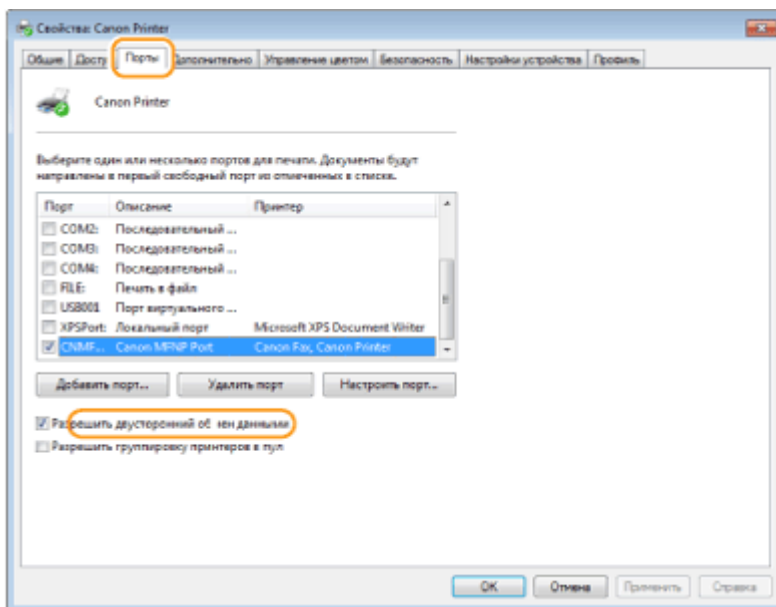 Свойства: Canon Printer
Общие Доступ Порты Дополнительно Управление цветом Безопасность Настройки устройства Профиль
Canon Printer
Выберите один или несколько портов для печати. Документы будут
направлены в первый свободный порт из отмеченных в списке.
Порт Описание Принтер
COM2: Последовательный ...
COM3: Последовательный ...
COM4: Последовательный ...
FILE: Печать в файл
USB001 Порт виртуального ...
XPSPort: Локальный порт Microsoft XPS Document Writer
CNMF... Canon MFNP Port Canon Fax, Canon Printer
Добавить порт... Удалить порт Настроить порт...
Разрешить двусторонний обмен данными
Разрешить группировку принтеров в пул
OK Отмена Применить Справка